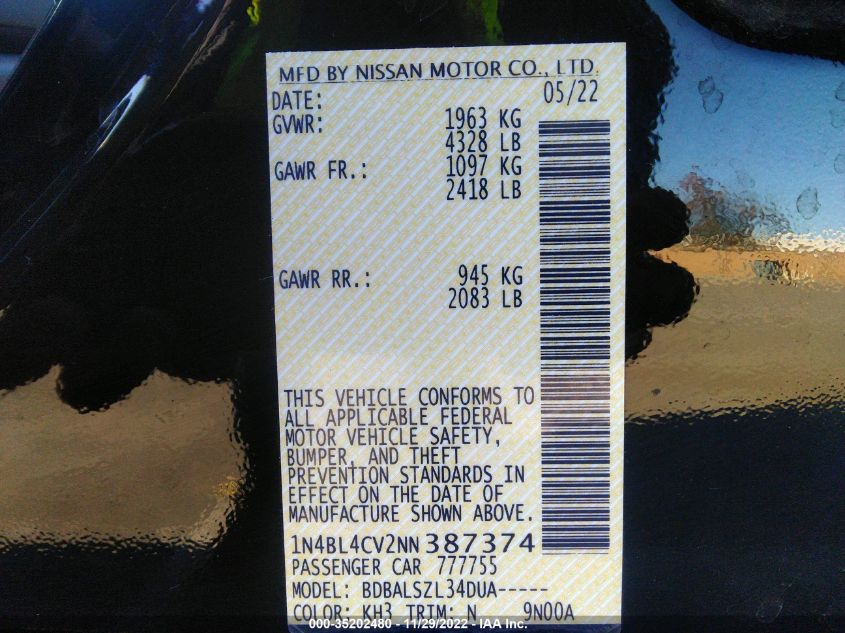 MFD BY NISSAN MOTOR CO., LTD.
DATE: 05/22
GVWR: 1963 KG
4328 LB
GAWR FR.: 1097 KG
2418 LB
GAWR RR.: 945 KG
2083 LB
THIS VEHICLE CONFORMS TO
ALL APPLICABLE FEDERAL
MOTOR VEHICLE SAFETY,
BUMPER, AND THEFT
PREVENTION STANDARDS IN
EFFECT ON THE DATE OF
MANUFACTURE SHOWN ABOVE.
1N4BL4CV2NN387374
PASSENGER CAR 777755
MODEL: BDBALSZL34DUA-----
COLOR: KH3 TRIM: N 9N00A
000-35202480 - 11/29/2022 - IAA Inc.